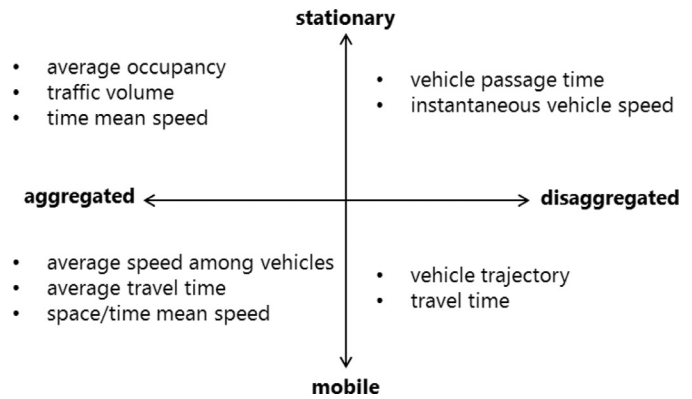 stationary
• average occupancy
• traffic volume
• time mean speed
• vehicle passage time
• instantaneous vehicle speed
aggregated
disaggregated
• average speed among vehicles
• average travel time
• space/time mean speed
• vehicle trajectory
• travel time
mobile